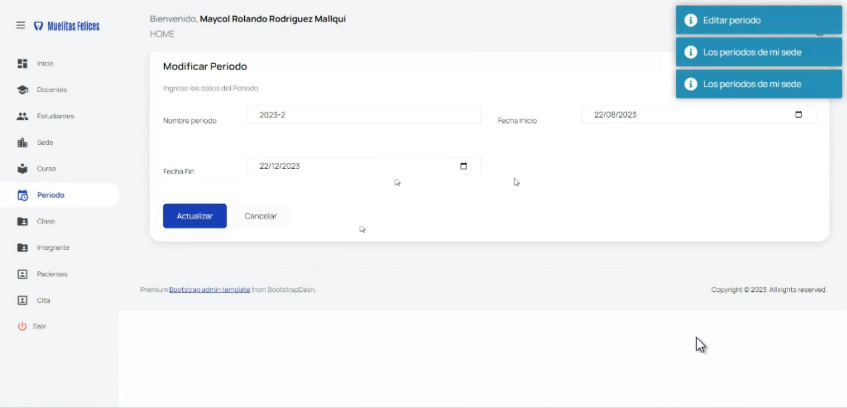 Muelitas Felices
Inicio
Docentes
Estudiantes
Sede
Curso
Periodo
Clase
Integrante
Pacientes
Cita
Salir
Bienvenido, Maycol Rolando Rodriguez Mallqui
HOME
Editar periodo
Los periodos de mi sede
Los periodos de mi sede
Modificar Periodo
Ingrese los datos del Periodo
Nombre periodo 2023-2 Fecha Inicio 22/08/2023
Fecha Fin 22/12/2023
Actualizar Cancelar
Premium Bootstrap admin template from BootstrapDash. Copyright © 2023. All rights reserved.